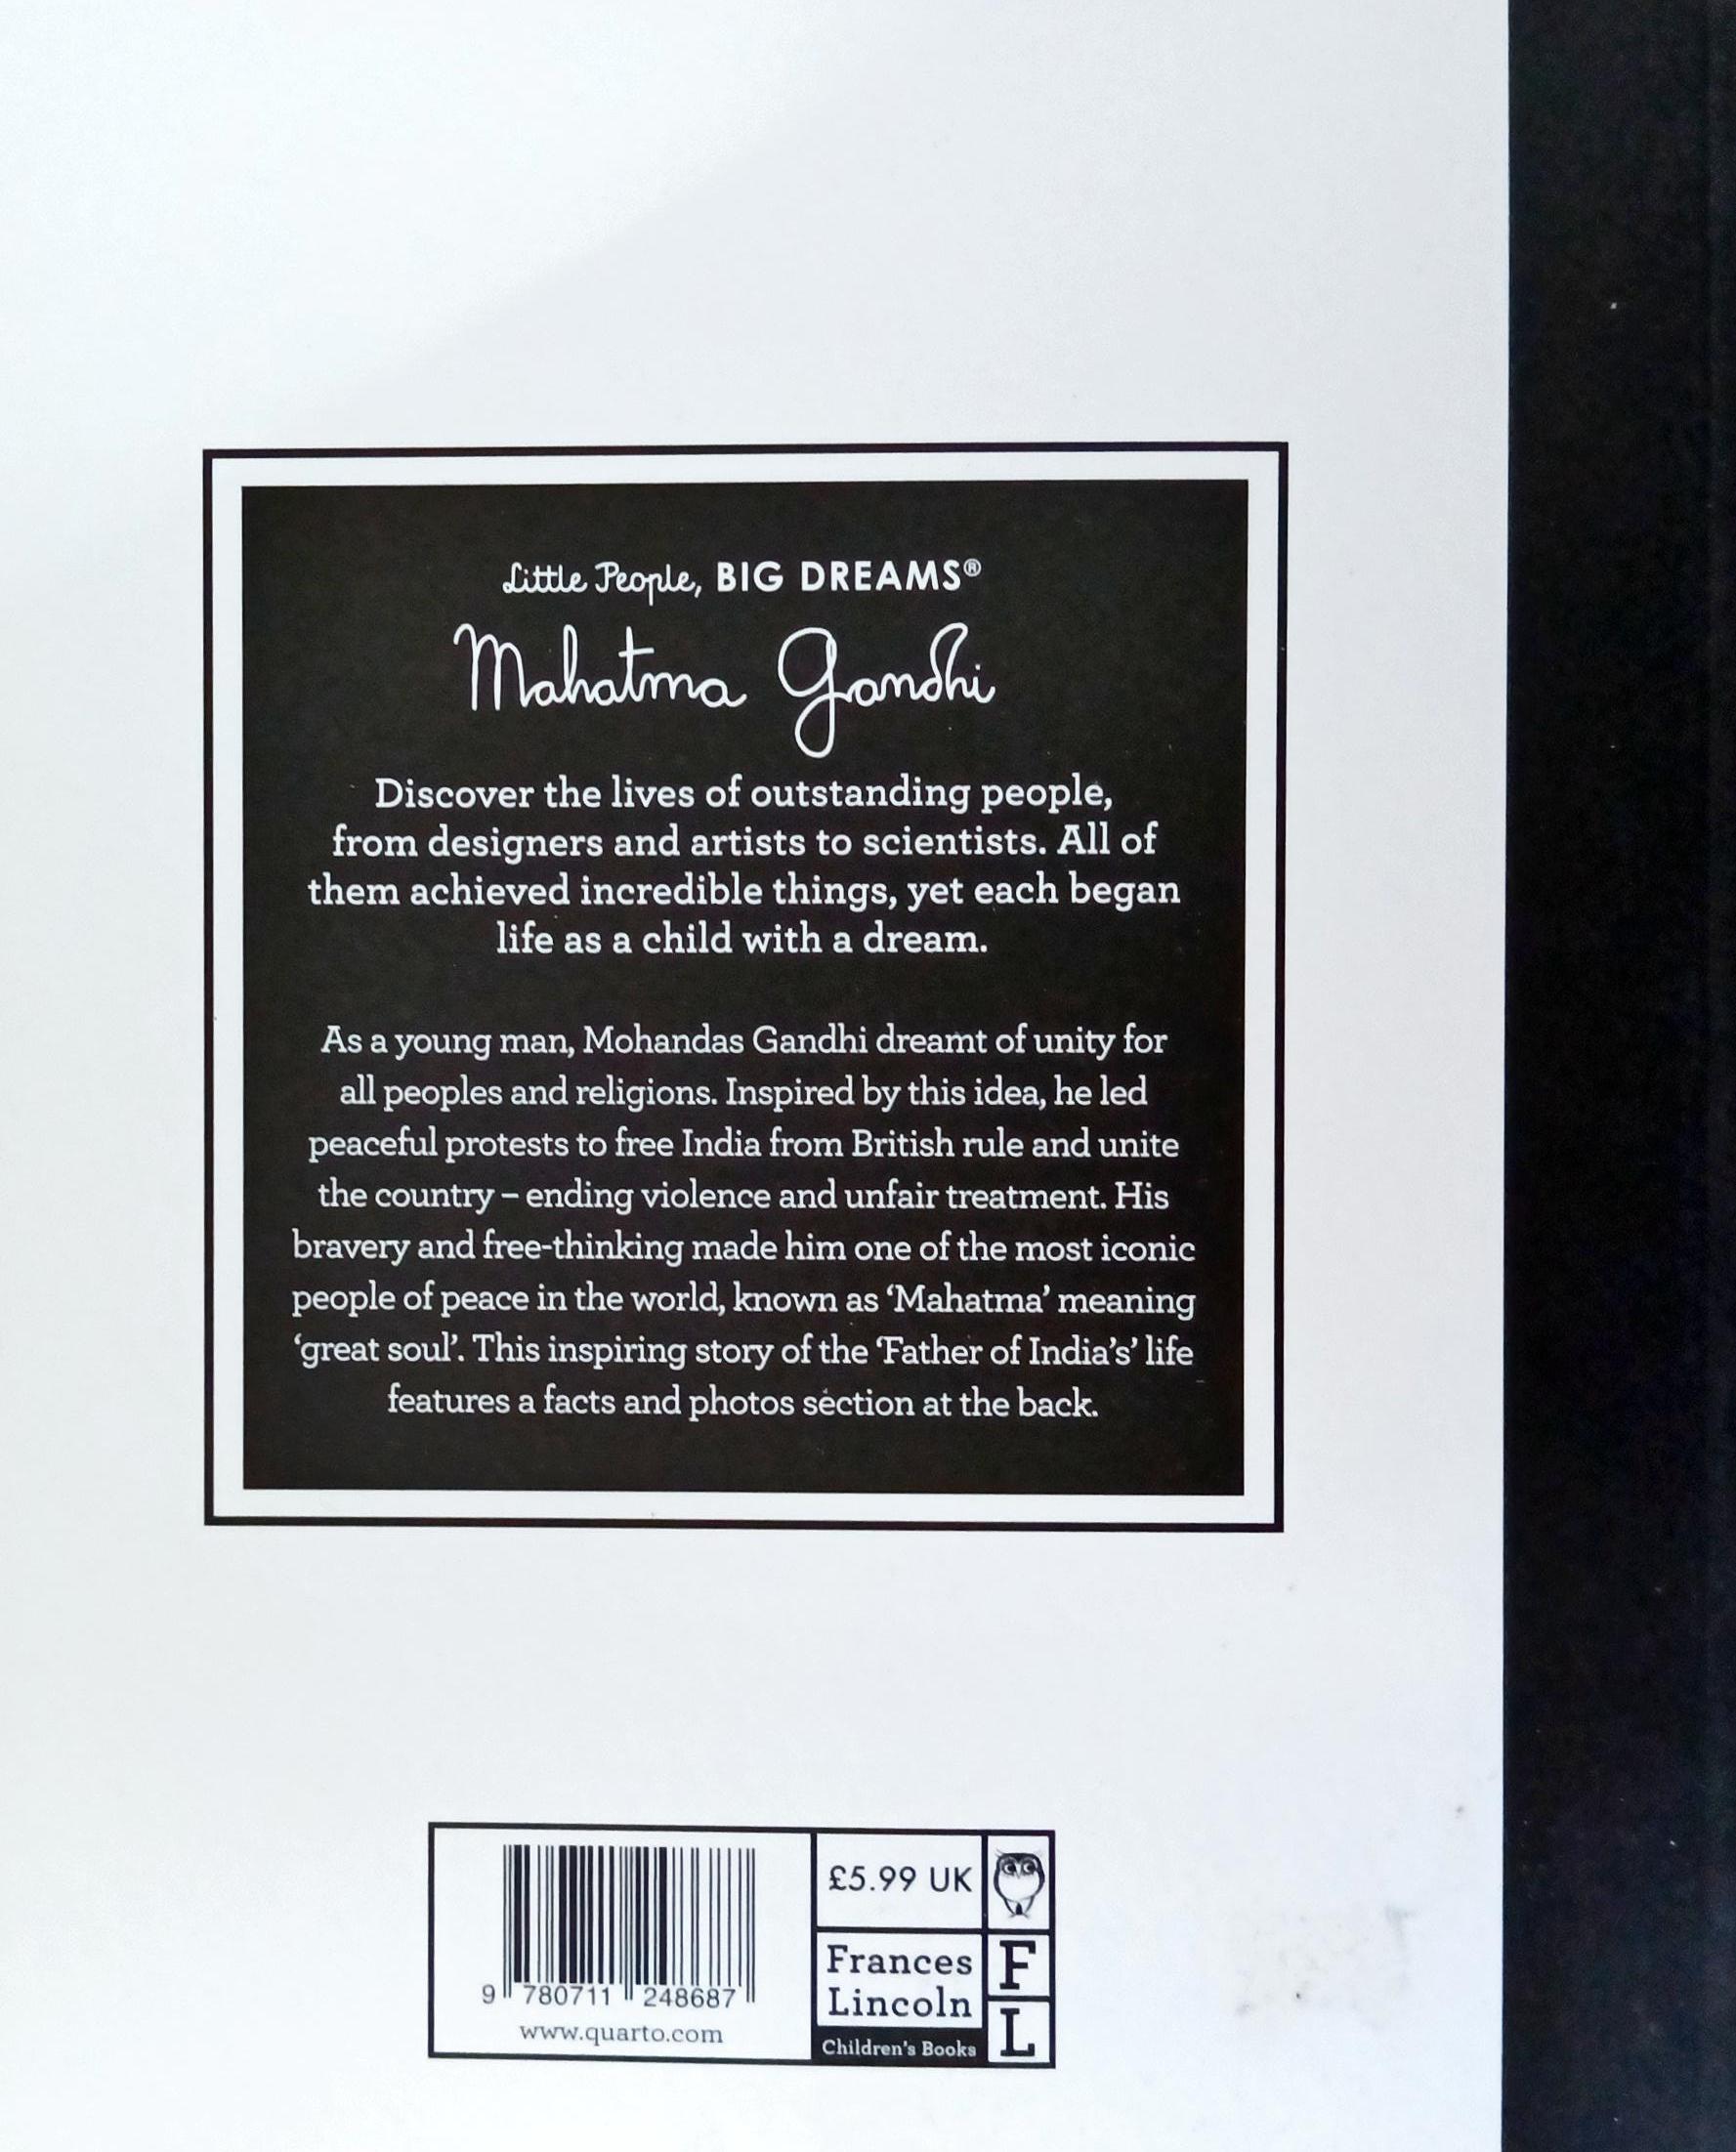 Little People, BIG DREAMS®
Mahatma Gandhi
Discover the lives of outstanding people,
from designers and artists to scientists. All of
them achieved incredible things, yet each began
life as a child with a dream.
As a young man, Mohandas Gandhi dreamt of unity for
all peoples and religions. Inspired by this idea, he led
peaceful protests to free India from British rule and unite
the country – ending violence and unfair treatment. His
bravery and free-thinking made him one of the most iconic
people of peace in the world, known as ‘Mahatma’ meaning
‘great soul’. This inspiring story of the ‘Father of India’s’ life
features a facts and photos section at the back.
9 780711 248687
www.quarto.com
£5.99 UK
Frances
Lincoln
Children's Books
F
L